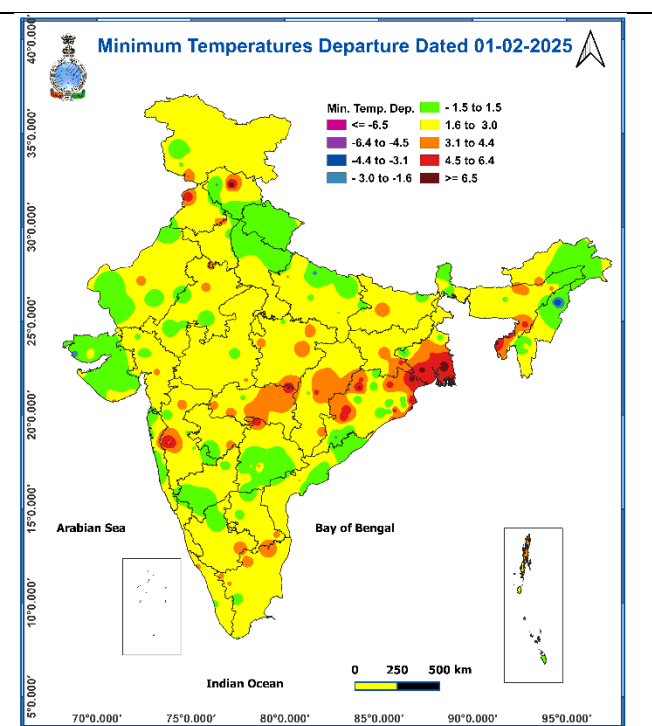 Minimum Temperatures Departure Dated 01-02-2025
Min. Temp. Dep.
<= -6.5
-6.4 to -4.5
-4.4 to -3.1
- 3.0 to -1.6
- 1.5 to 1.5
1.6 to 3.0
3.1 to 4.4
4.5 to 6.4
>= 6.5
40°0.000'
35°0.000'
30°0.000'
25°0.000'
20°0.000'
15°0.000'
10°0.000'
5°0.000'
Arabian Sea
Bay of Bengal
Indian Ocean
0 250 500 km
70°0.000' 75°0.000' 80°0.000' 85°0.000' 90°0.000' 95°0.000'